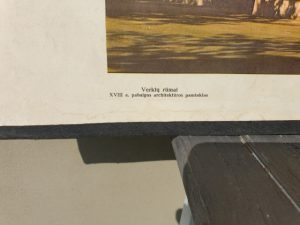 Verkių rūmai
XVIII a. pabaigos architektūros paminklas